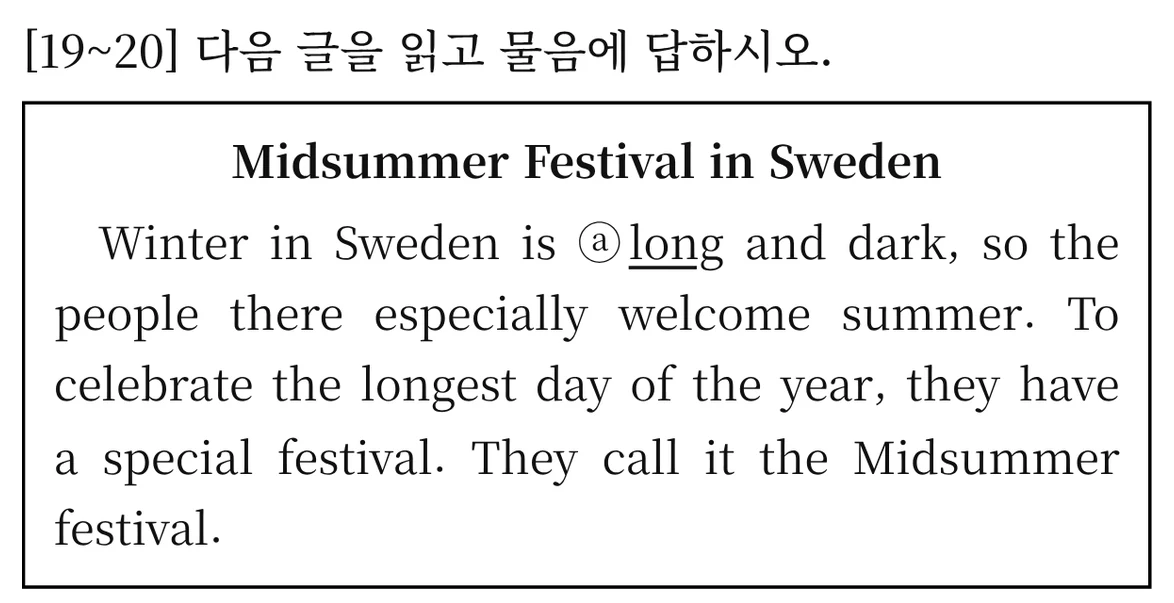 [19~20] 다음 글을 읽고 물음에 답하시오.
Midsummer Festival in Sweden
Winter in Sweden is ⓐlong and dark, so the
people there especially welcome summer. To
celebrate the longest day of the year, they have
a special festival. They call it the Midsummer
festival.